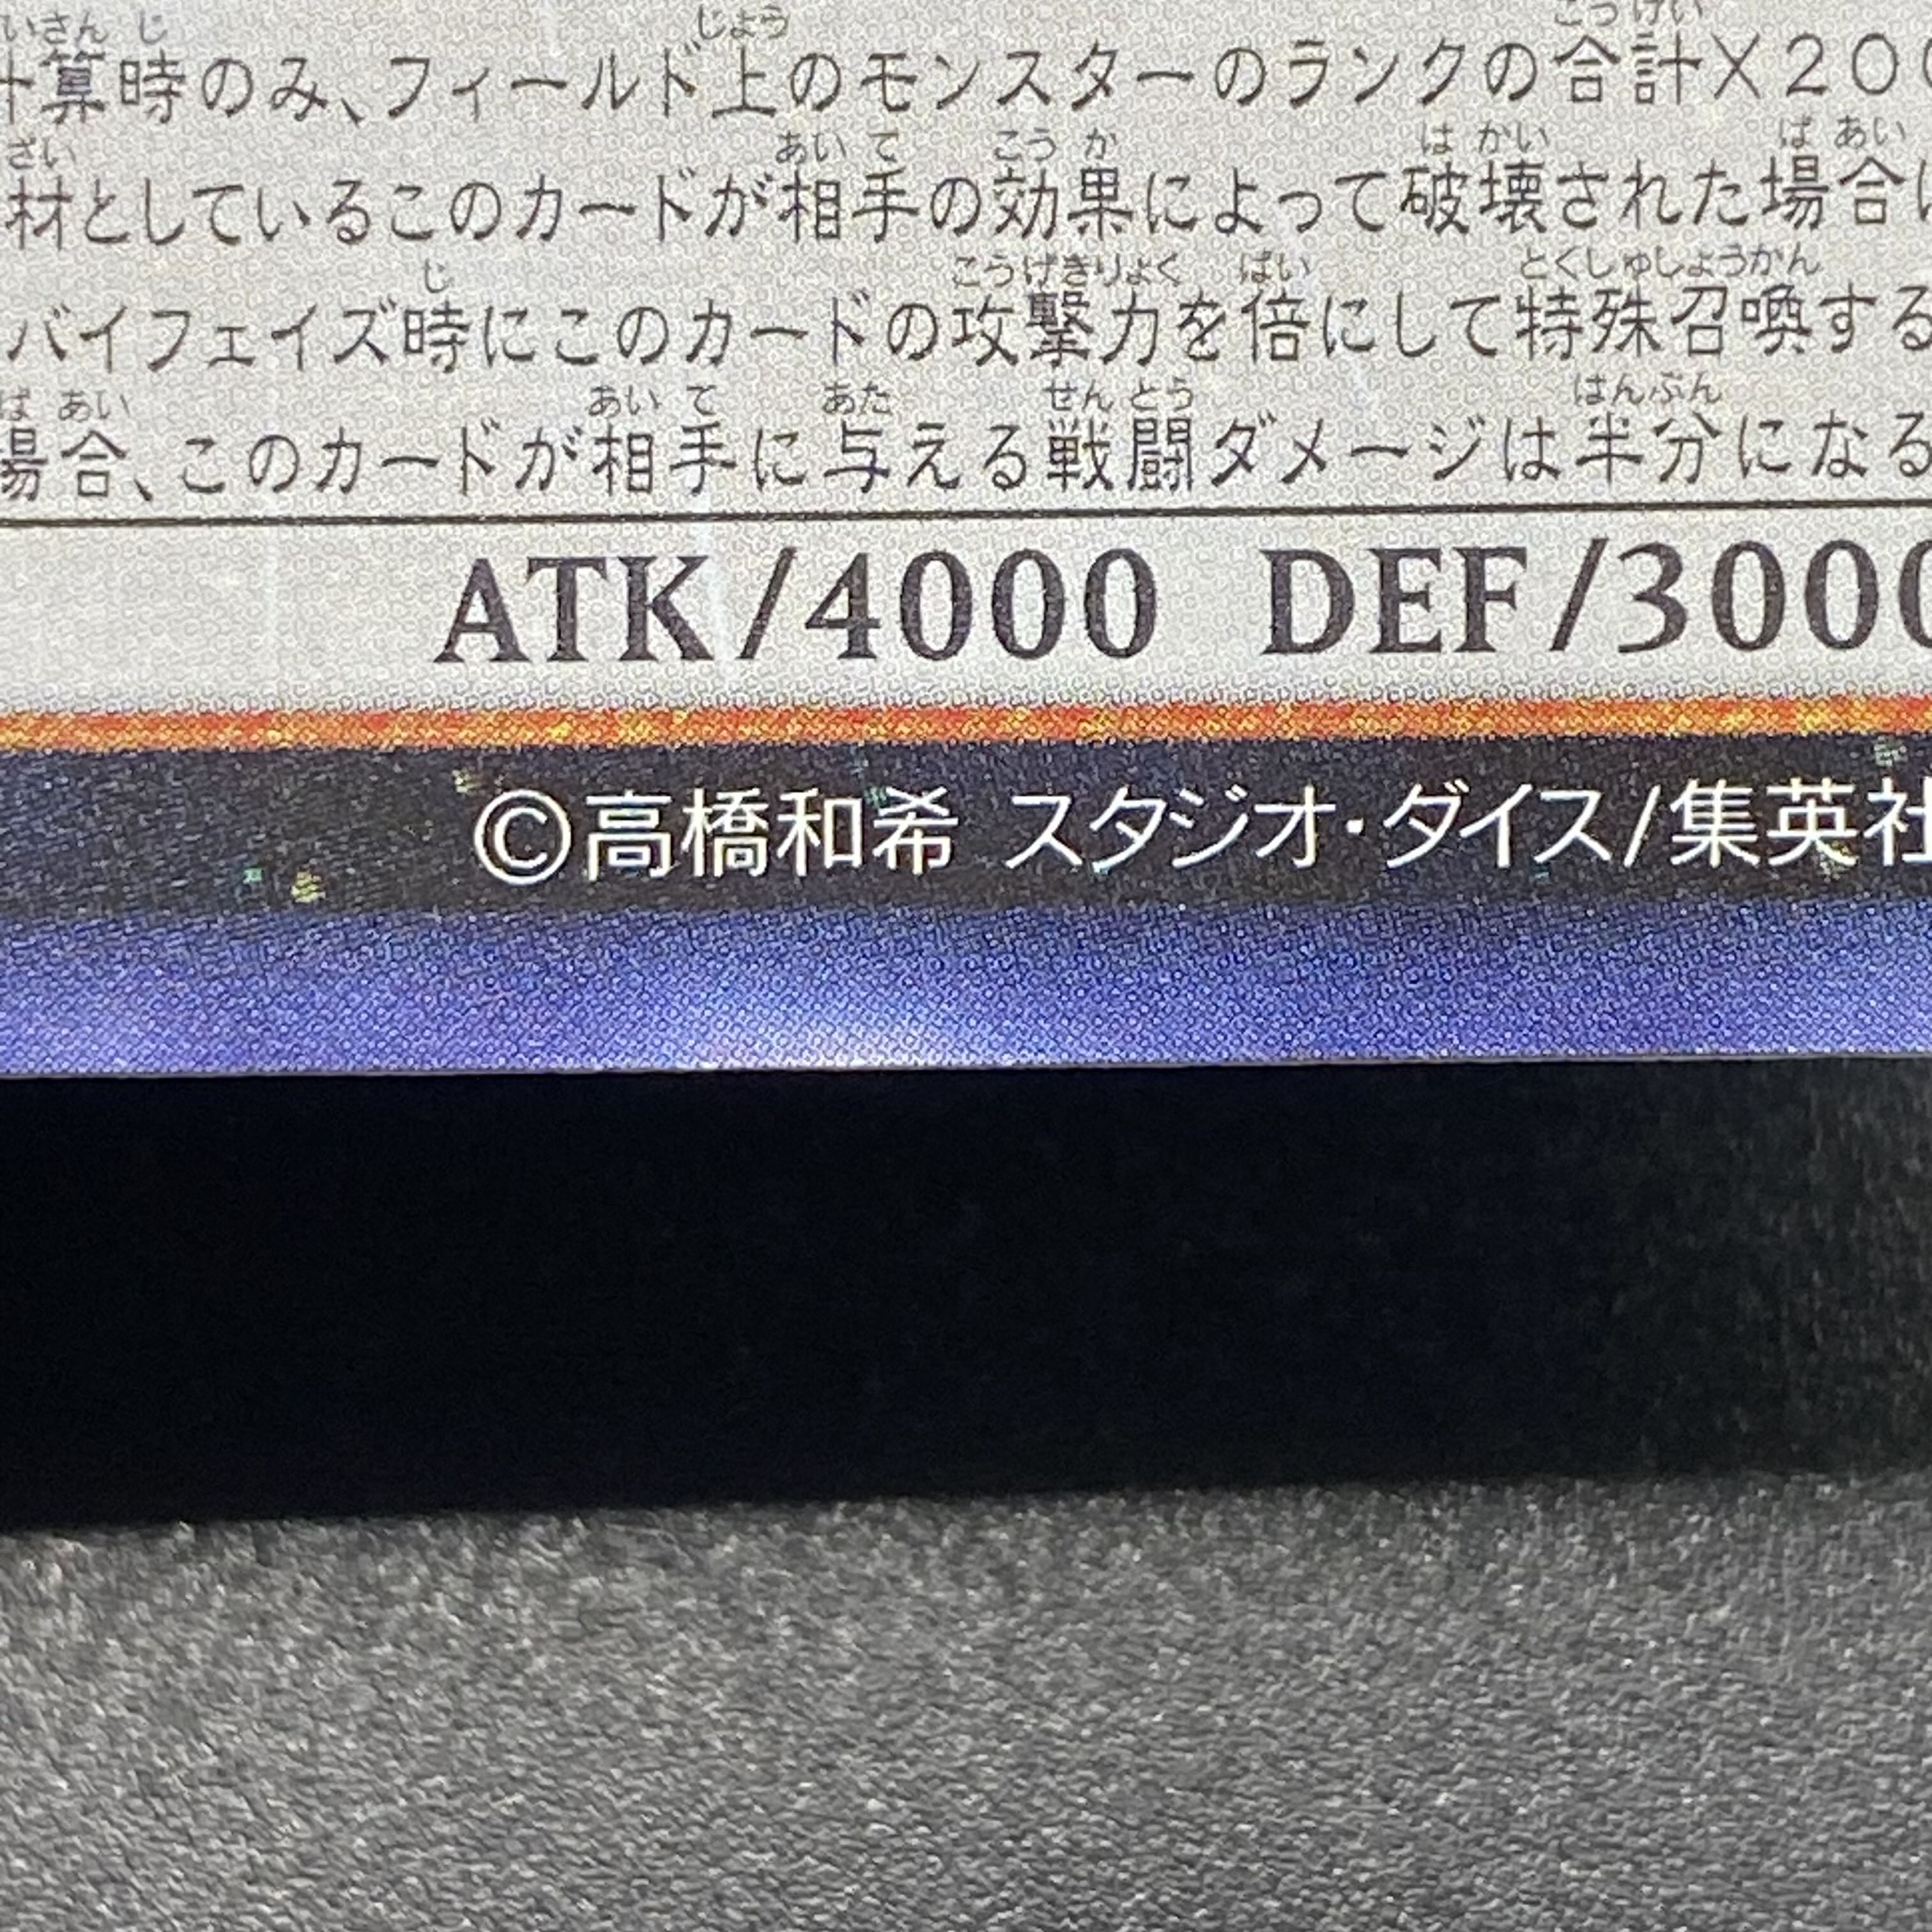 算時のみ、フィールド上のモンスターのランクの合計×20
材としているこのカードが相手の効果によって破壊された場合
バイフェイズ時にこのカードの攻撃力を倍にして特殊召喚する
場合、このカードが相手に与える戦闘ダメージは半分になる
ATK/4000 DEF/3000
©高橋和希 スタジオ・ダイス/集英社